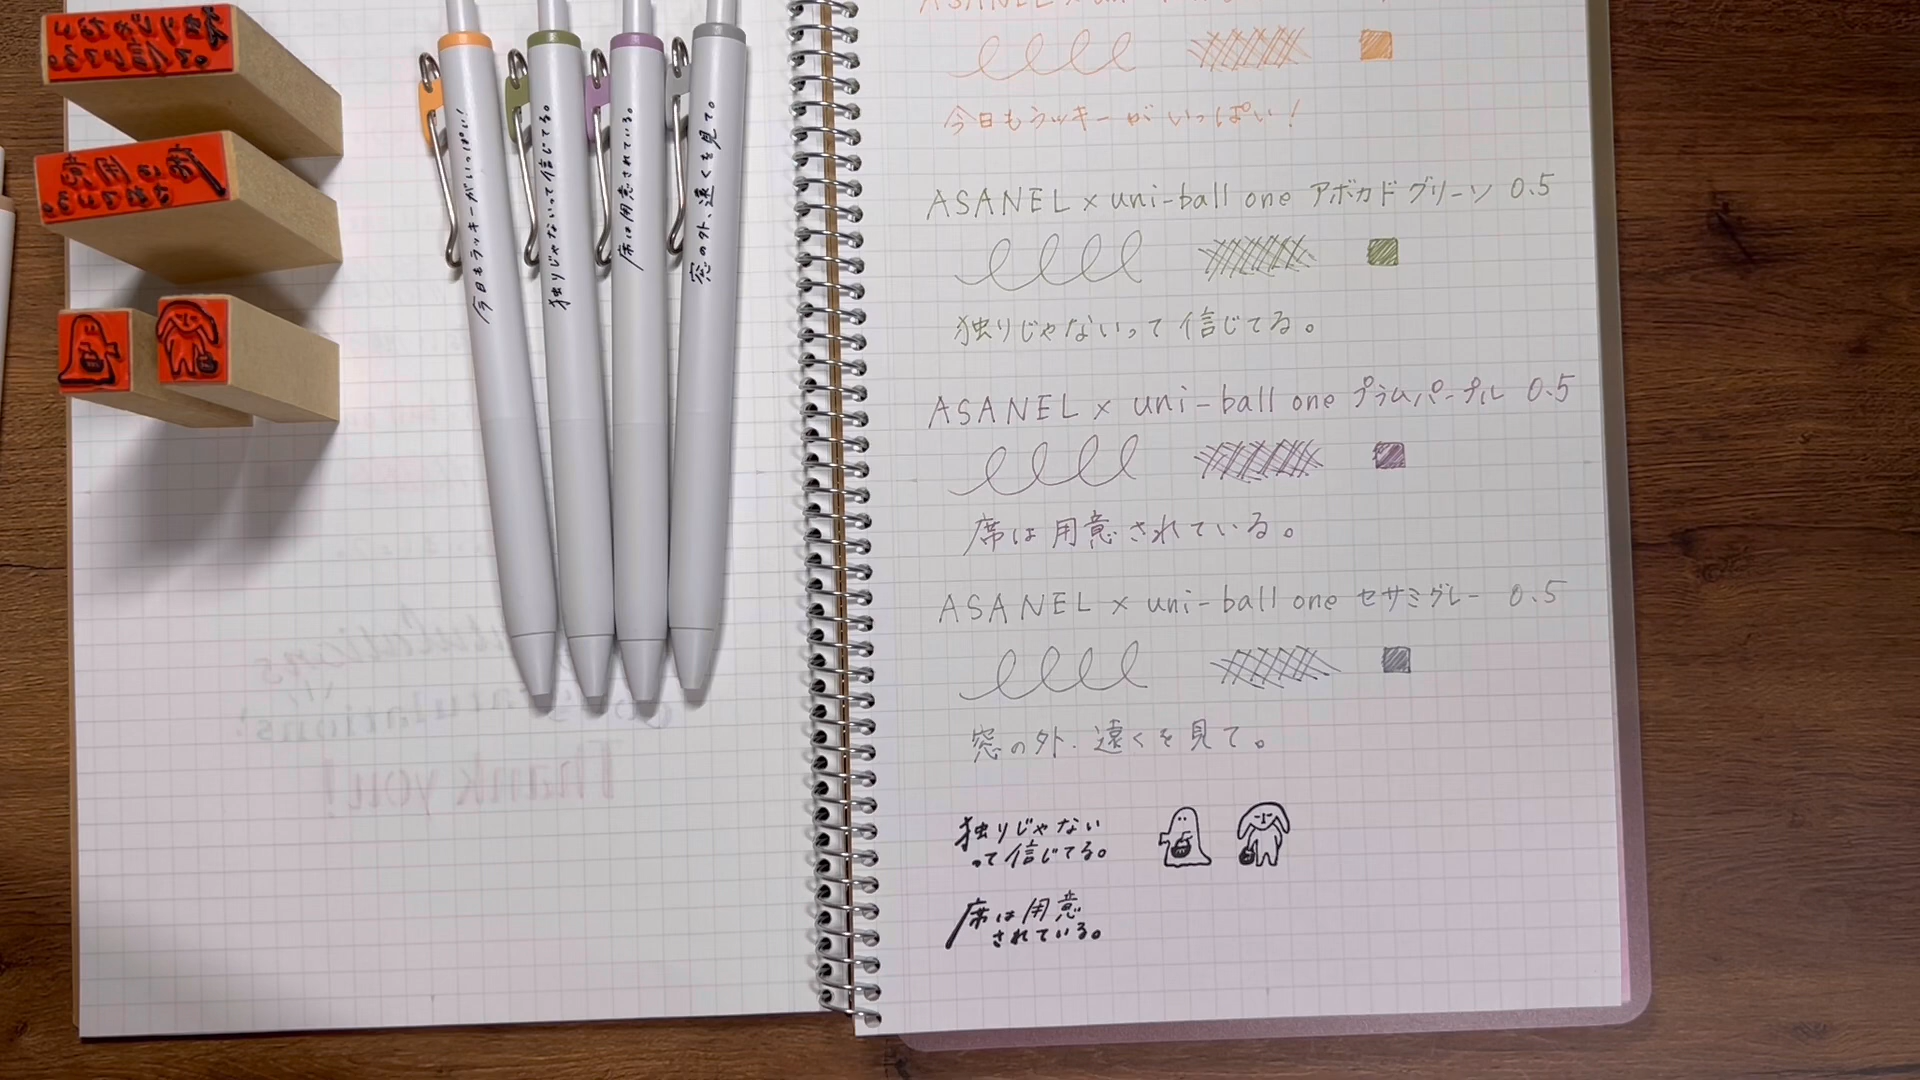 今日もラッキーがいっぱい!
独りじゃないって信じてる。
席は用意されている。
窓の外、遠くを見て。
Thank you!
ASANEL x uni
今日もラッキーがいっぱい!
ASANEL x uni-ball one アボカドグリーン 0.5
独りじゃないって信じてる。
ASANEL x uni-ball one プラムパープル 0.5
席は用意されている。
ASANEL x uni-ball one セサミグレー 0.5
窓の外、遠くを見て。
独りじゃない
って信じてる。
席は用意
されている。